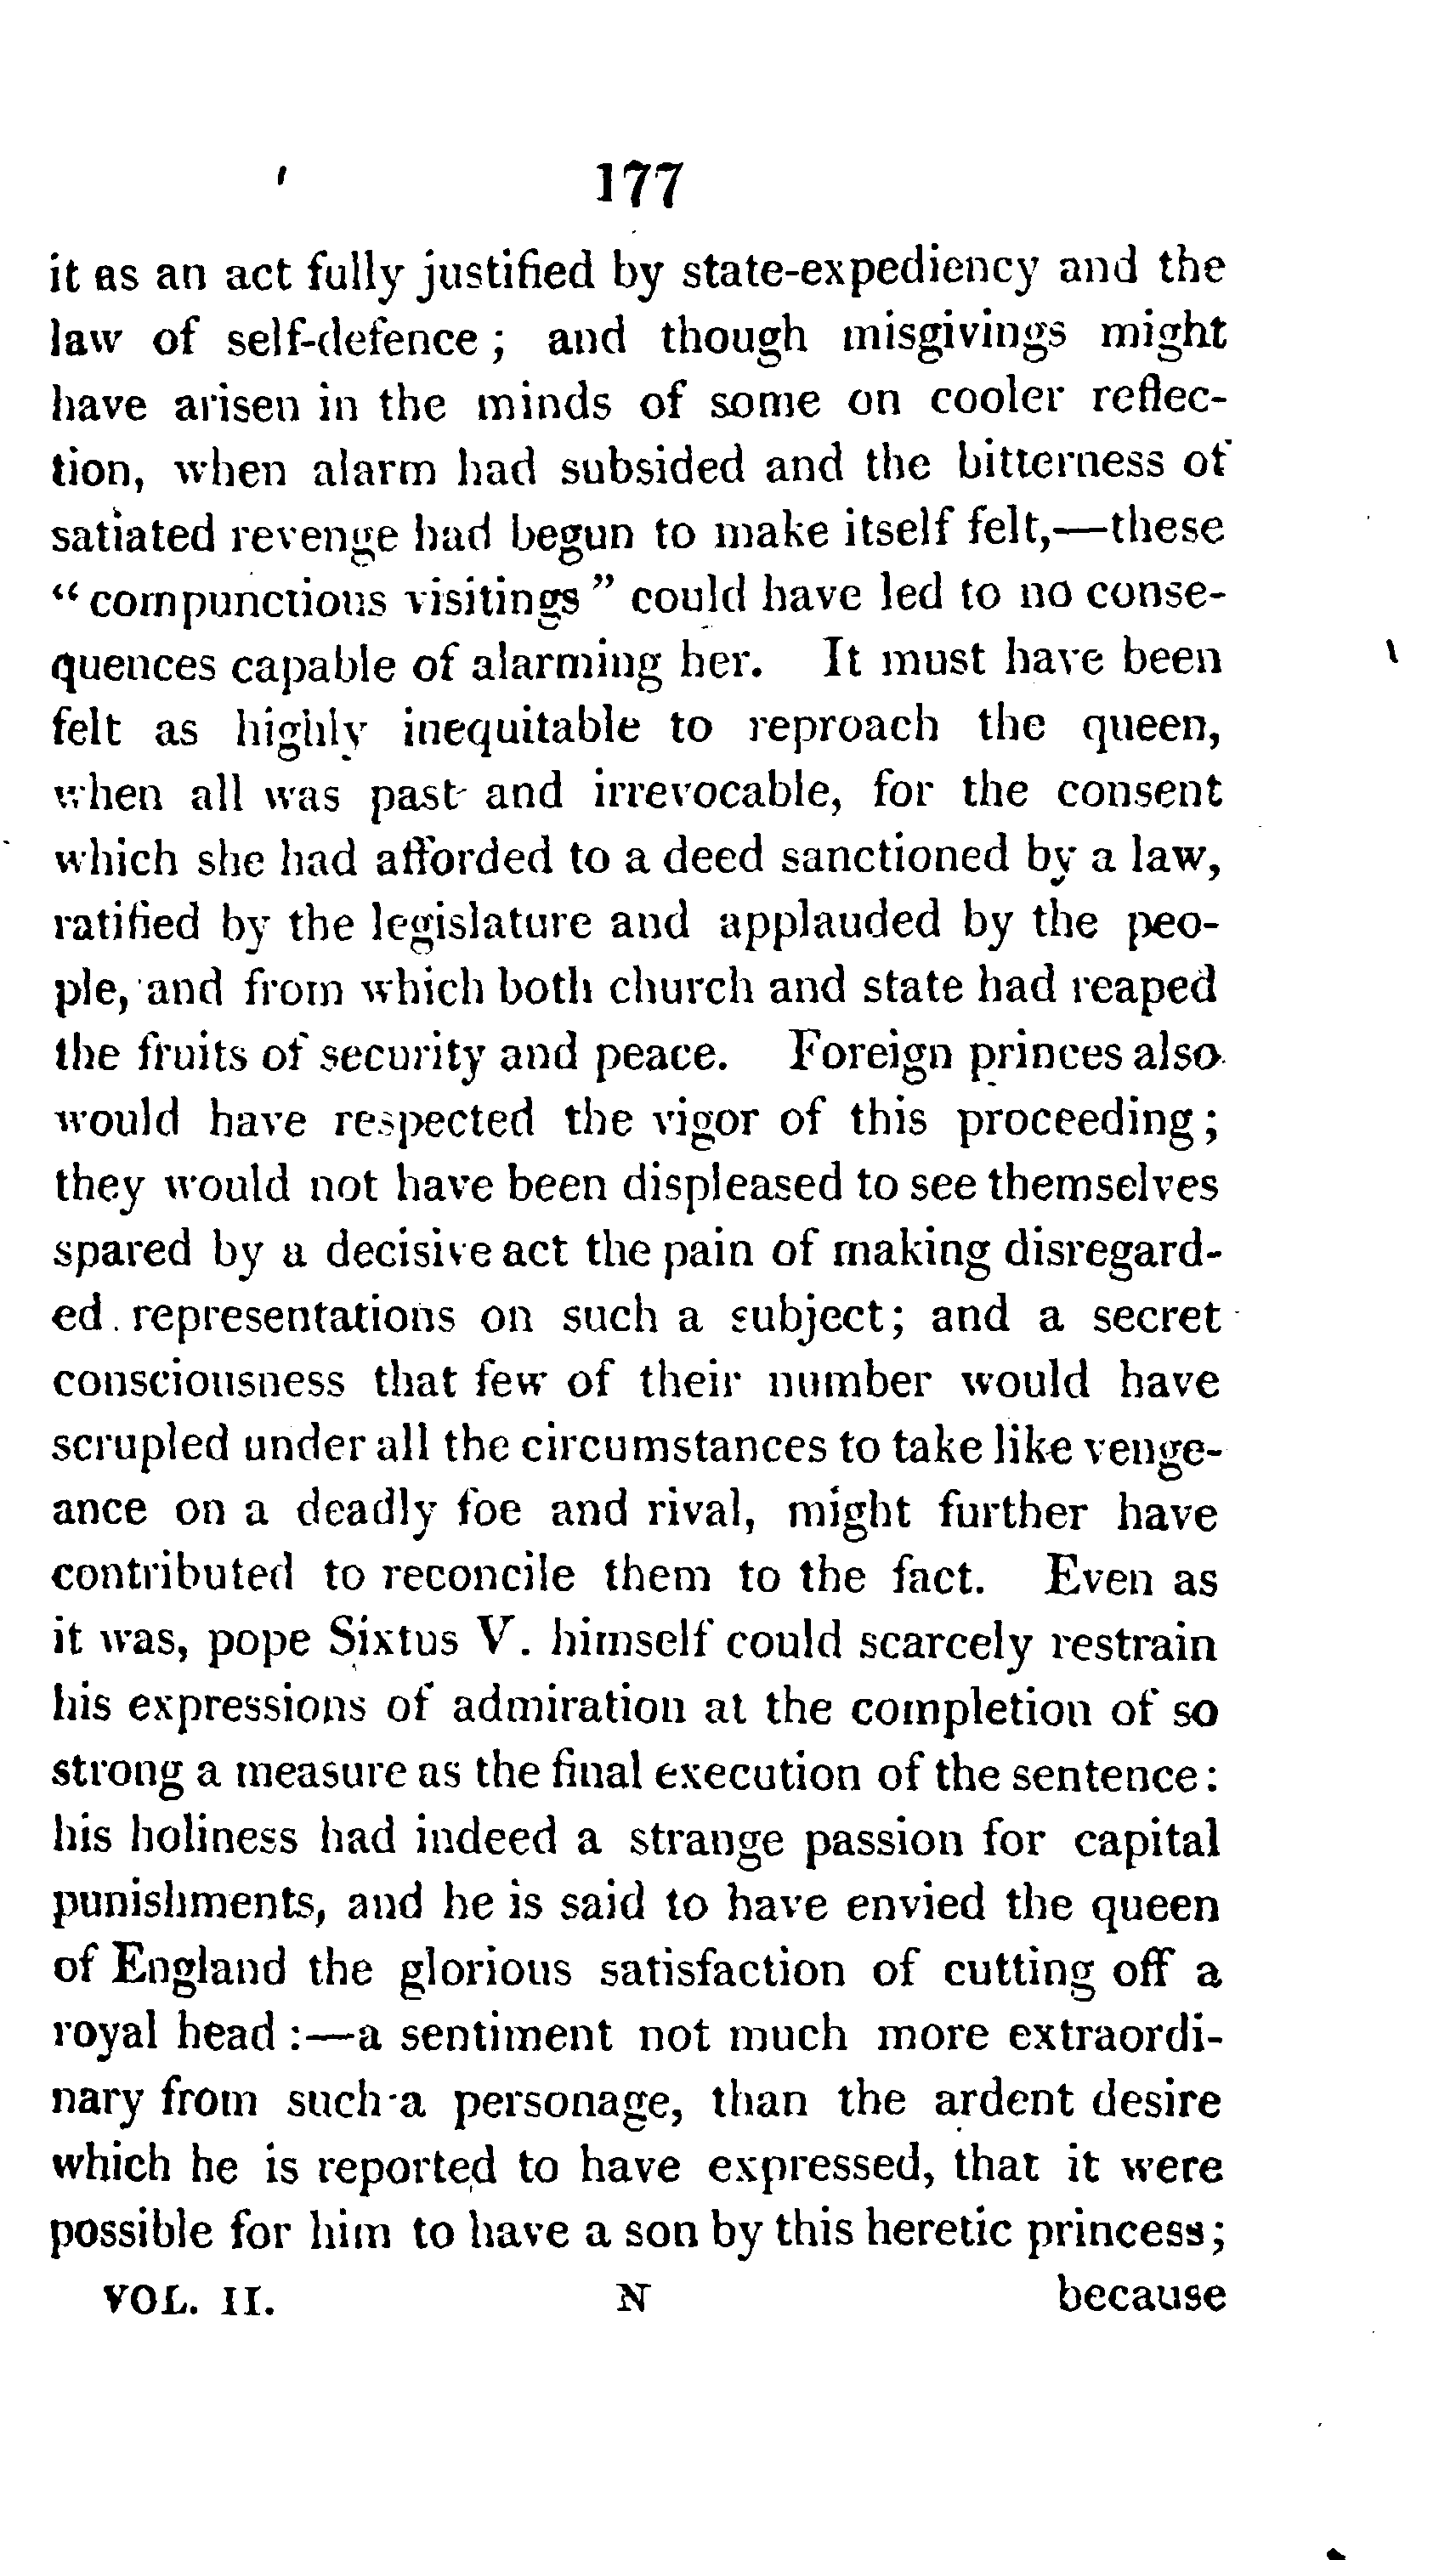 177
it as an act fully justified by state-expediency and the
law of self-defence; and though misgivings might
have arisen in the minds of some on cooler reflec-
tion, when alarm had subsided and the bitterness of
satiated revenge had begun to make itself felt,—these
“compunctious visitings” could have led to no conse-
quences capable of alarming her. It must have been
felt as highly inequitable to reproach the queen,
when all was past and irrevocable, for the consent
which she had afforded to a deed sanctioned by a law,
ratified by the legislature and applauded by the peo-
ple, and from which both church and state had reaped
the fruits of security and peace. Foreign princes also
would have respected the vigor of this proceeding;
they would not have been displeased to see themselves
spared by a decisive act the pain of making disregard-
ed representations on such a subject; and a secret
consciousness that few of their number would have
scrupled under all the circumstances to take like venge-
ance on a deadly foe and rival, might further have
contributed to reconcile them to the fact. Even as
it was, pope Sixtus V. himself could scarcely restrain
his expressions of admiration at the completion of so
strong a measure as the final execution of the sentence:
his holiness had indeed a strange passion for capital
punishments, and he is said to have envied the queen
of England the glorious satisfaction of cutting off a
royal head:—a sentiment not much more extraordi-
nary from such a personage, than the ardent desire
which he is reported to have expressed, that it were
possible for him to have a son by this heretic princess;
VOL. II. N because